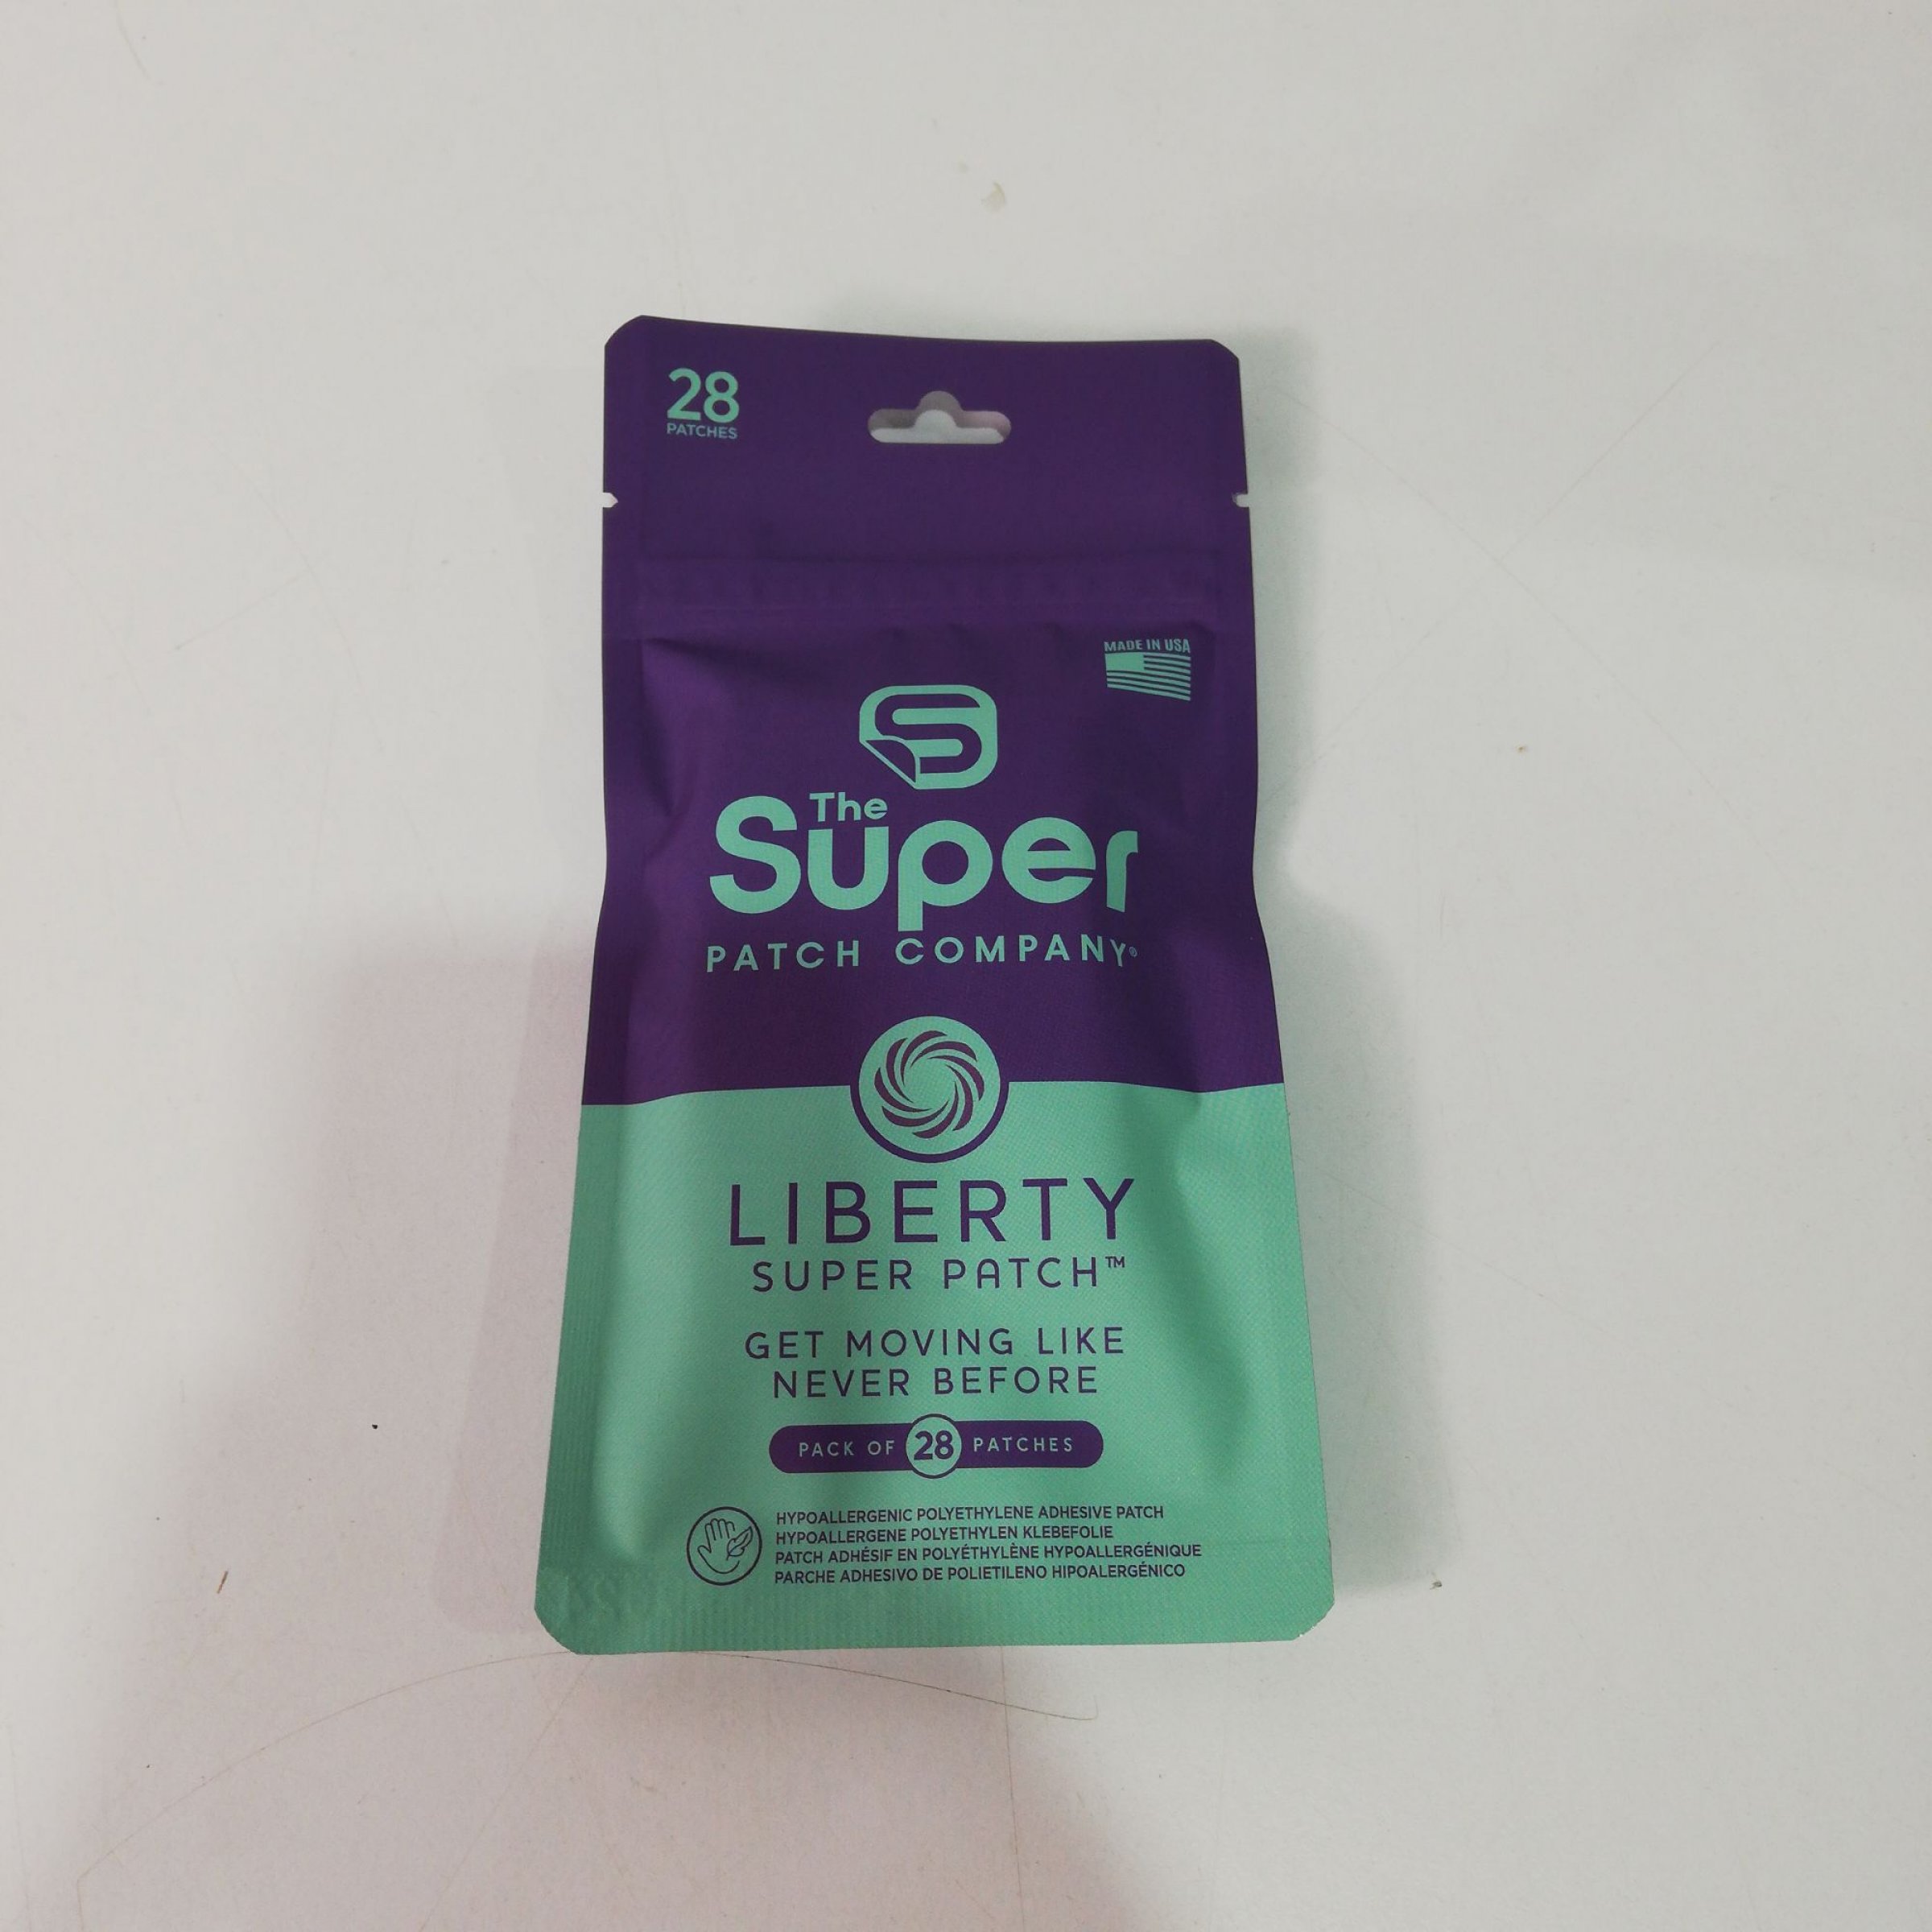 28
PATCHES
MADE IN USA
The
Super
PATCH COMPANY®
LIBERTY
SUPER PATCH™
GET MOVING LIKE
NEVER BEFORE
PACK OF 28 PATCHES
HYPOALLERGENIC POLYETHYLENE ADHESIVE PATCH
HYPOALLERGENE POLYETHYLEN KLEBEFOLIE
PATCH ADHÉSIF EN POLYÉTHYLÈNE HYPOALLERGÉNIQUE
PARCHE ADHESIVO DE POLIETILENO HIPOALERGÉNICO